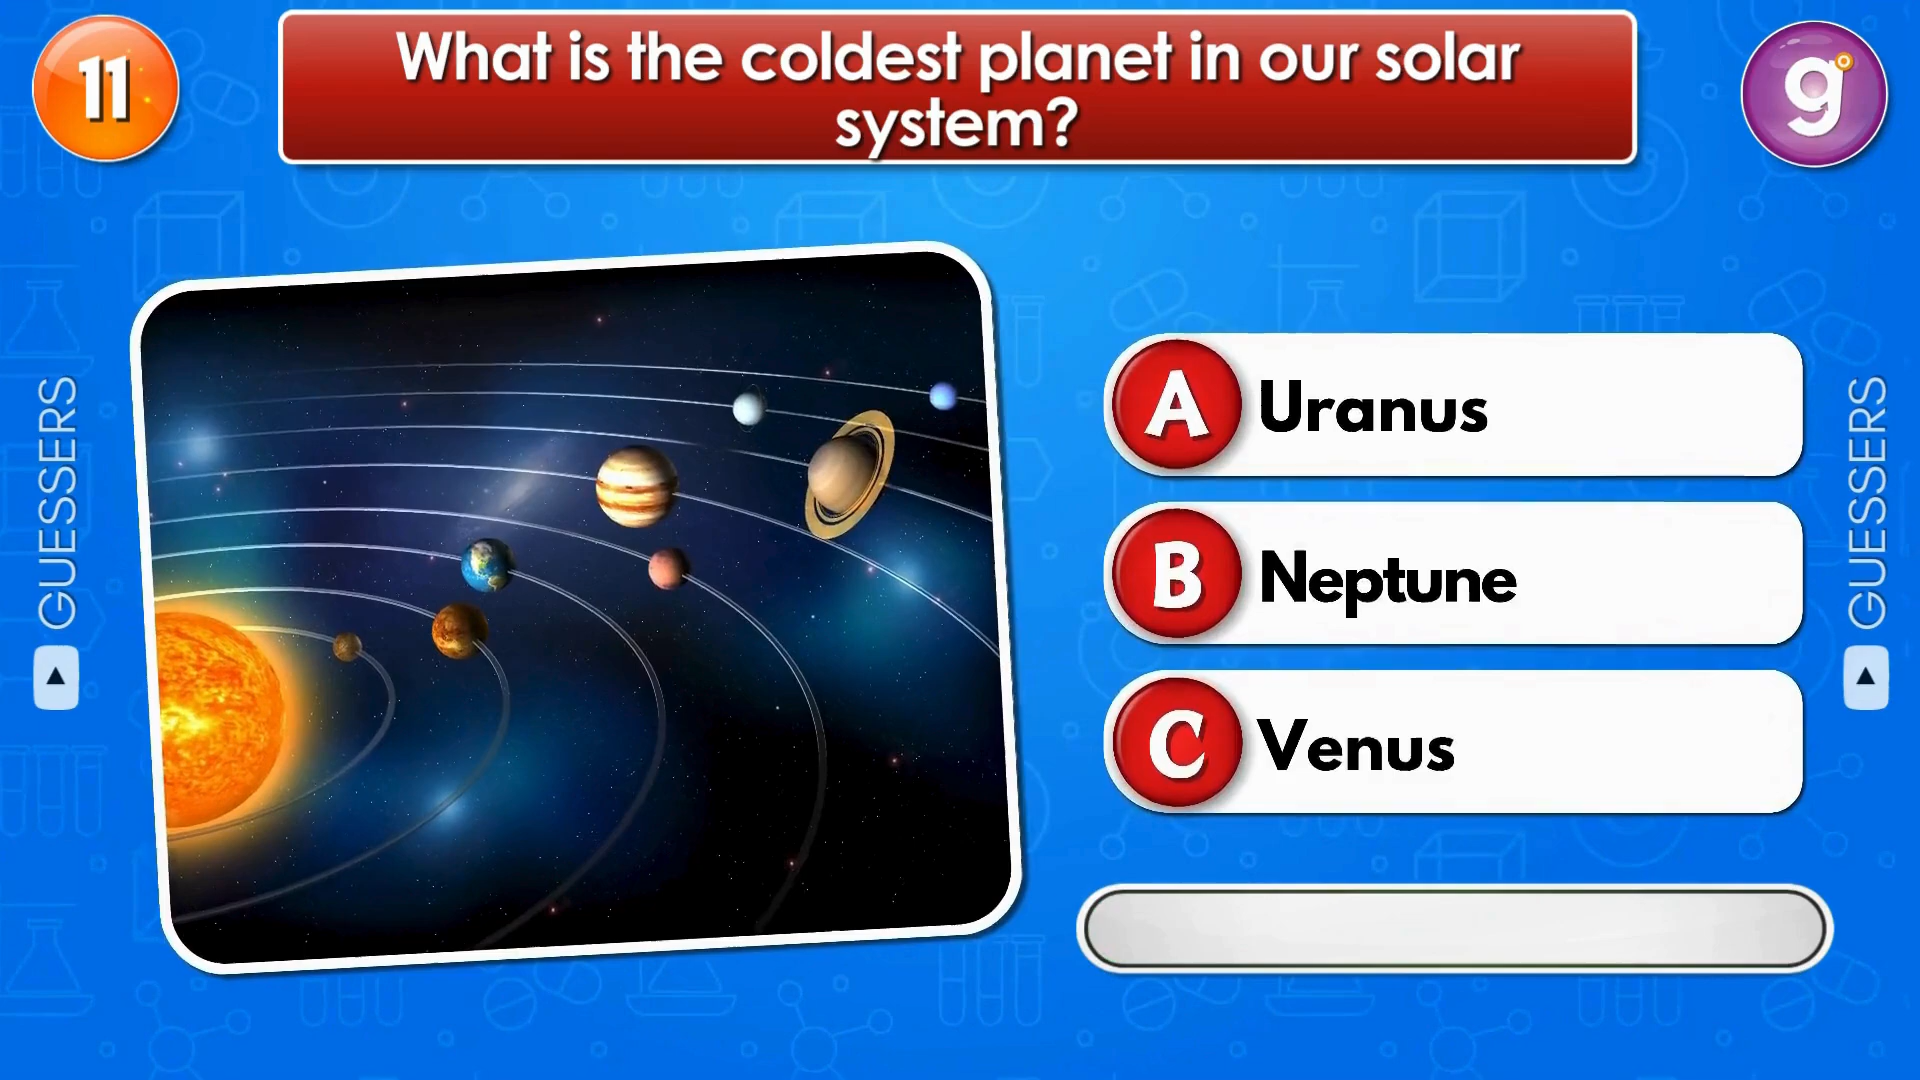 11
What is the coldest planet in our solar
system?
g
GUESSERS
A Uranus
B Neptune
C Venus
GUESSERS